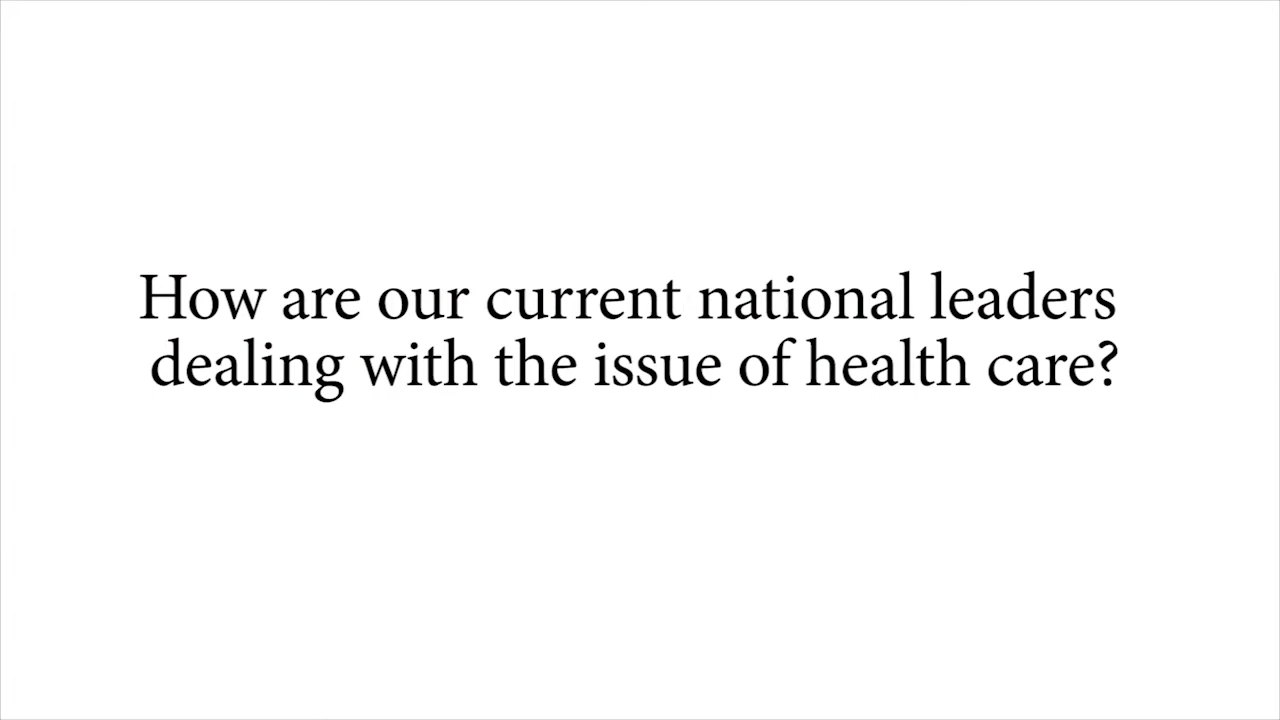 How are our current national leaders
dealing with the issue of health care?